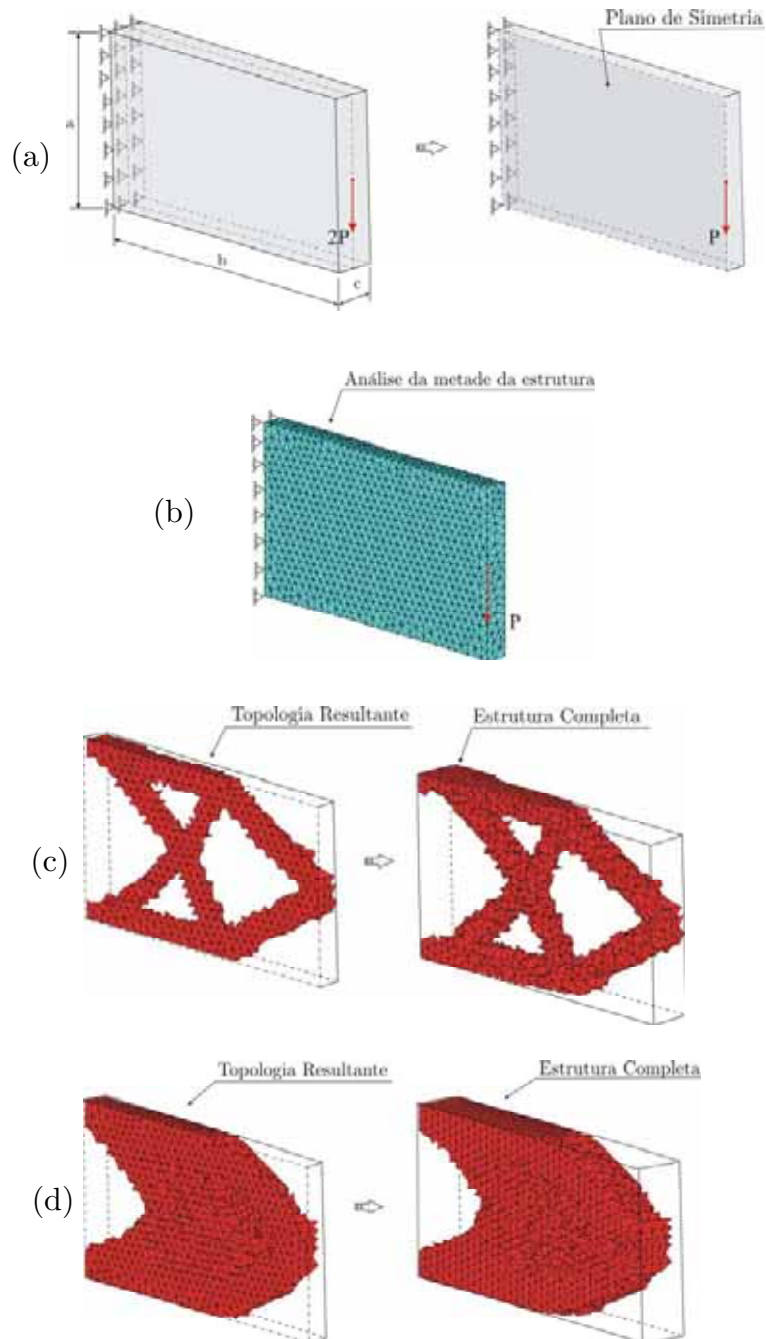 Plano de Simetria
(a)
a
2P
P
b
c
Análise da metade da estrutura
(b)
P
Topologia Resultante
Estrutura Completa
(c)
Topologia Resultante
Estrutura Completa
(d)